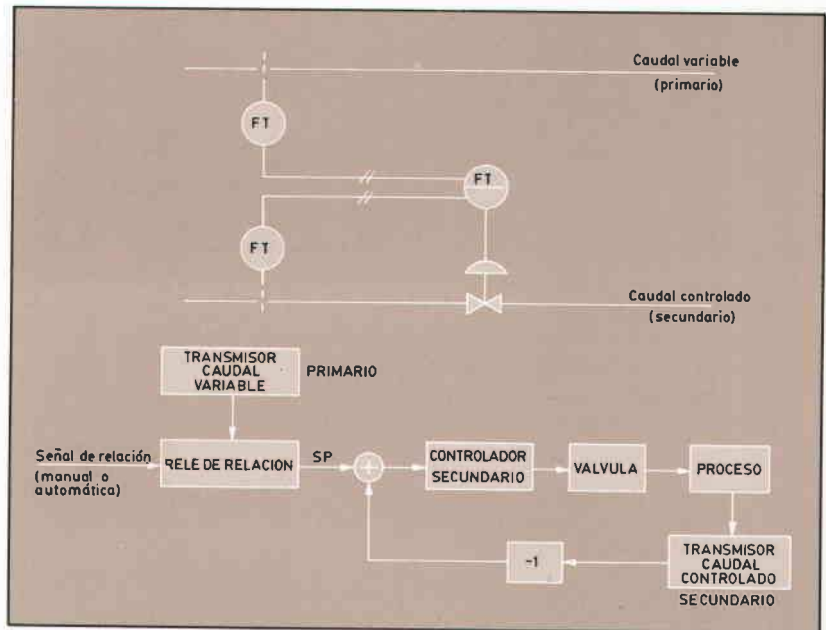 Caudal variable
(primario)
FT
FT
FT
Caudal controlado
(secundario)
TRANSMISOR
CAUDAL
VARIABLE
PRIMARIO
Señal de relación
(manual o
automática)
RELE DE RELACION
SP
+
CONTROLADOR
SECUNDARIO
VALVULA
PROCESO
-1
TRANSMISOR
CAUDAL
CONTROLADO
SECUNDARIO